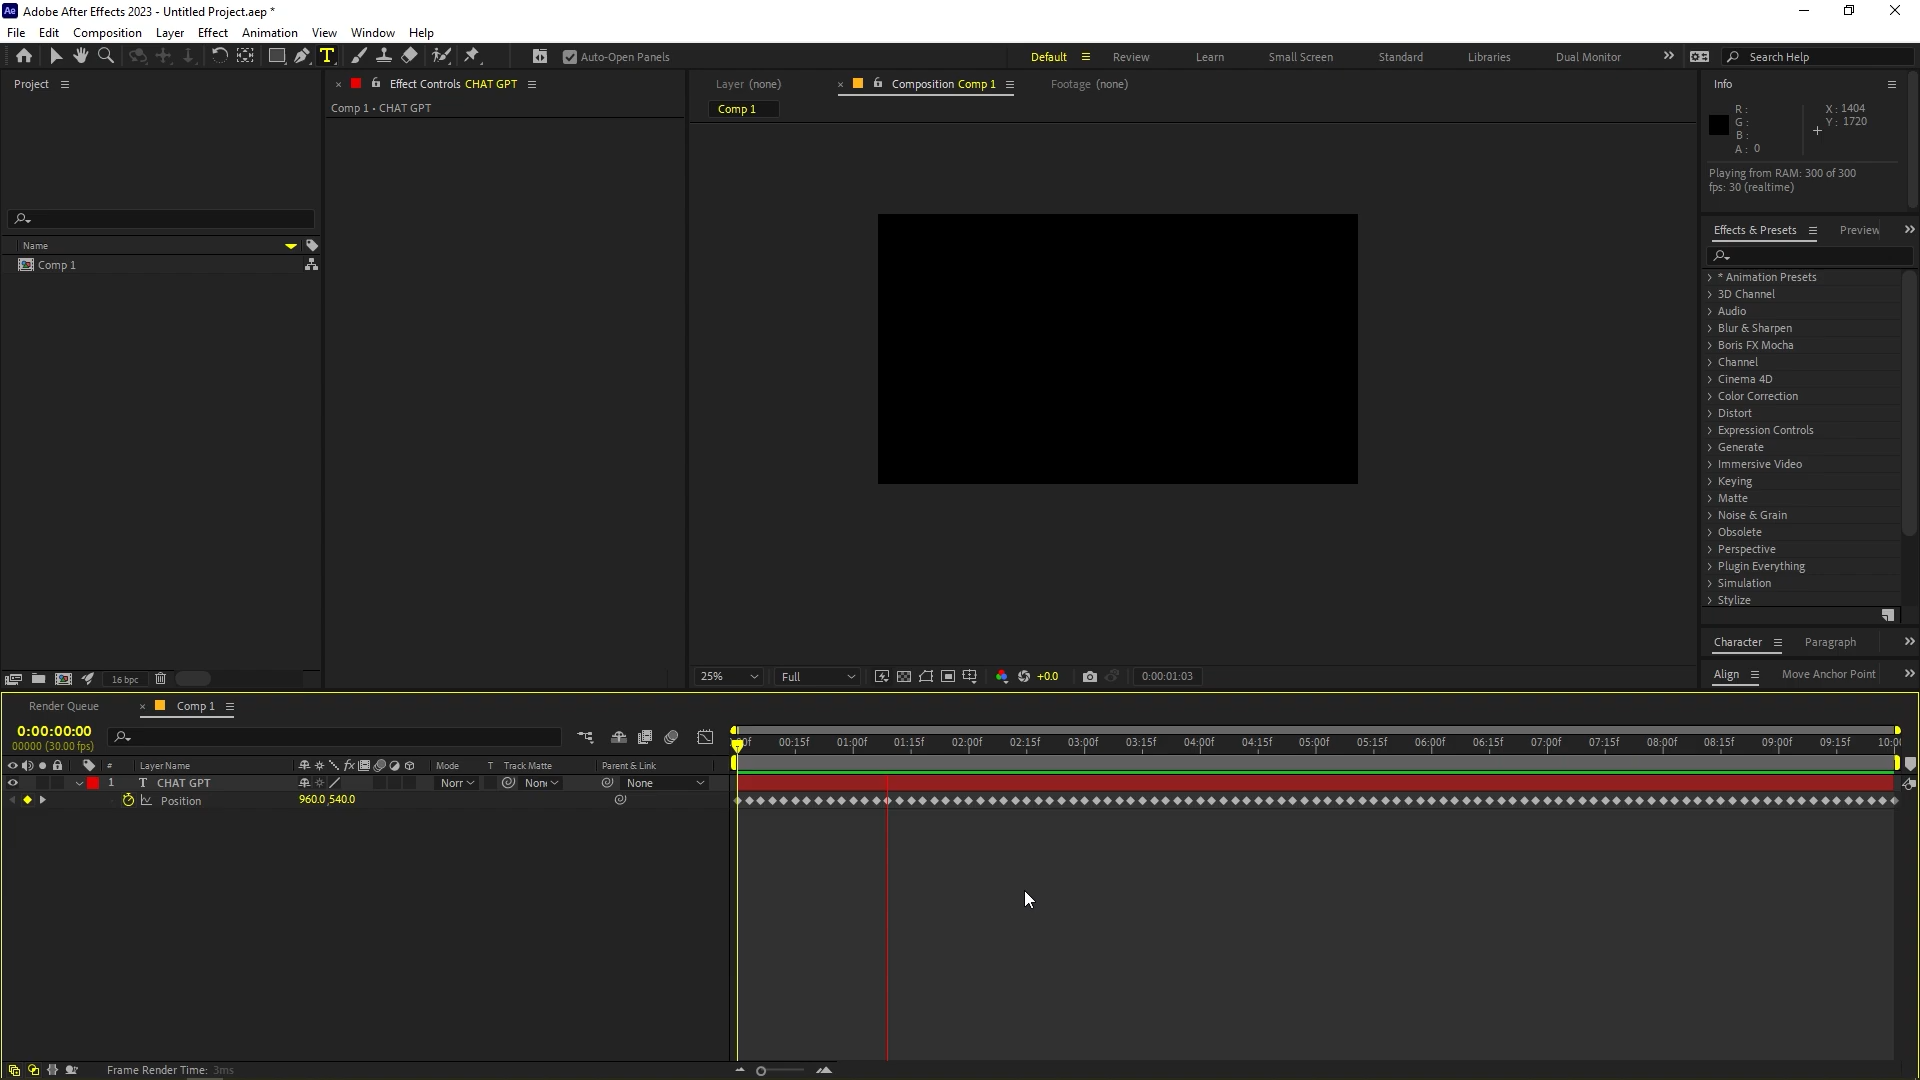 Ae Adobe After Effects 2023 - Untitled Project.aep *
File Edit Composition Layer Effect Animation View Window Help
T Auto-Open Panels Default Review Learn Small Screen Standard Libraries Dual Monitor Search Help
Project
Effect Controls CHAT GPT
Layer (none) Composition Comp 1 Footage (none)
Info
Comp 1 • CHAT GPT
Comp 1
R:
G:
B:
A: 0
X: 1404
Y: 1720
Playing from RAM: 300 of 300
fps: 30 (realtime)
Name
Comp 1
Effects & Presets Preview
* Animation Presets
3D Channel
Audio
Blur & Sharpen
Boris FX Mocha
Channel
Cinema 4D
Color Correction
Distort
Expression Controls
Generate
Immersive Video
Keying
Matte
Noise & Grain
Obsolete
Perspective
Plugin Everything
Simulation
Stylize
Character Paragraph
Align Move Anchor Point
16 bpc
25% Full +0.0 0:00:01:03
Render Queue Comp 1
0:00:00:00
00000 (30.00 fps)
00f 00:15f 01:00f 01:15f 02:00f 02:15f 03:00f 03:15f 04:00f 04:15f 05:00f 05:15f 06:00f 06:15f 07:00f 07:15f 08:00f 08:15f 09:00f 09:15f 10:00
# Layer Name fx Mode T Track Matte Parent & Link
1 T CHAT GPT Norr Non None
Position 960.0,540.0
Frame Render Time: 3ms